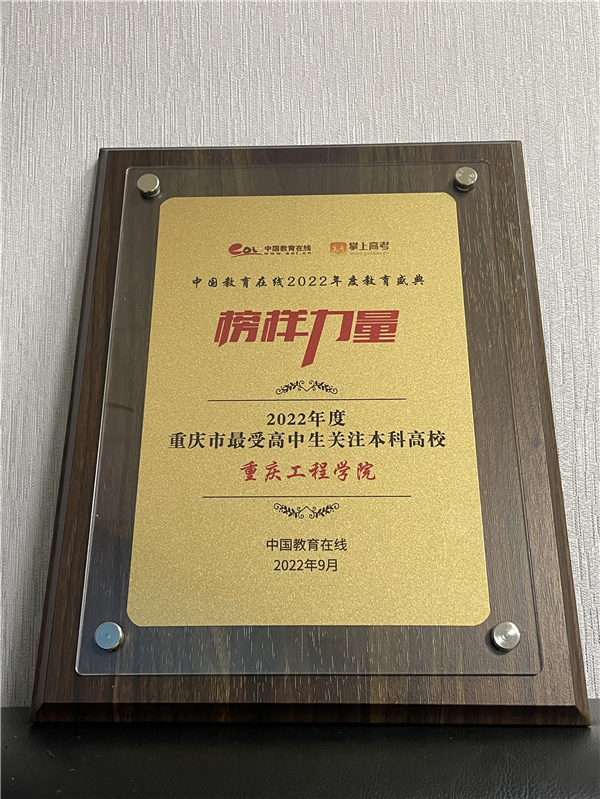 eoL 中国教育在线 掌上高考
www.eol.cn
中国教育在线2022年度教育盛典
榜样力量
2022年度
重庆市最受高中生关注本科高校
重庆工程学院
中国教育在线
2022年9月